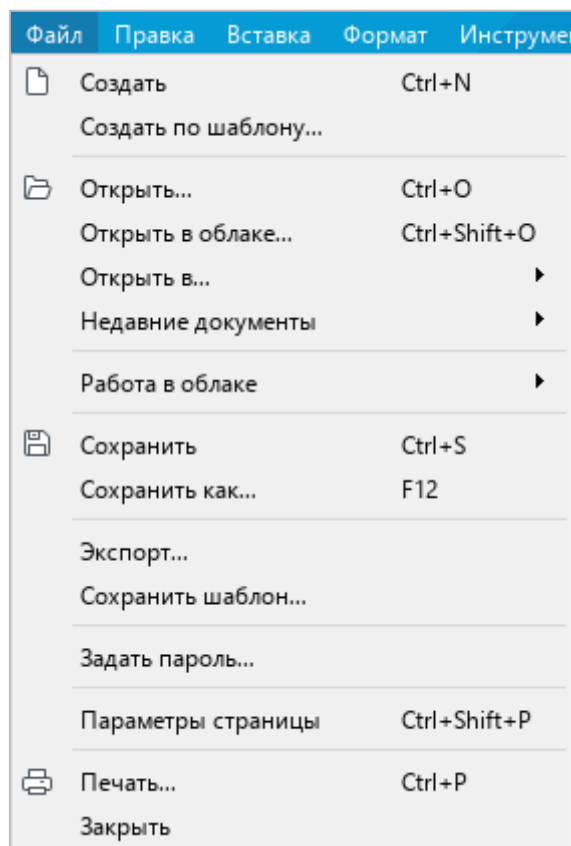 Файл Правка Вставка Формат Инструме
Создать Ctrl+N
Создать по шаблону...
Открыть... Ctrl+O
Открыть в облаке... Ctrl+Shift+O
Открыть в...
Недавние документы
Работа в облаке
Сохранить Ctrl+S
Сохранить как... F12
Экспорт...
Сохранить шаблон...
Задать пароль...
Параметры страницы Ctrl+Shift+P
Печать... Ctrl+P
Закрыть